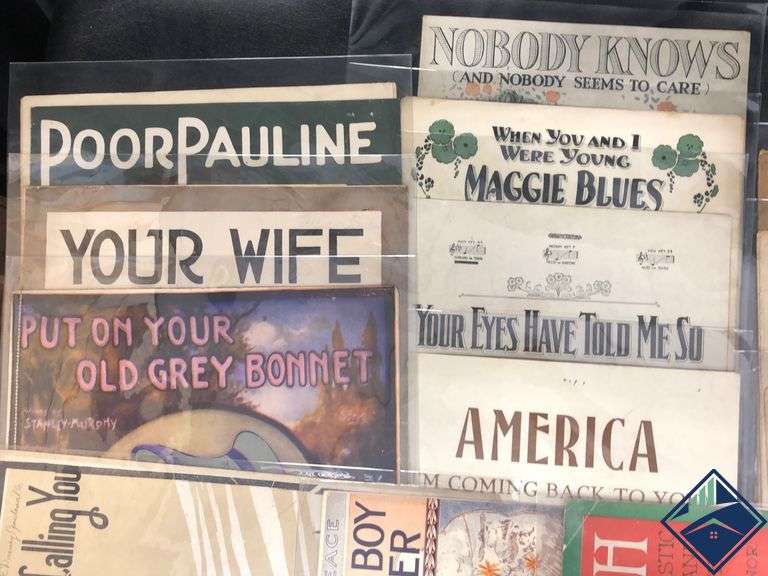 NOBODY KNOWS
(AND NOBODY SEEMS TO CARE)
POOR PAULINE
WHEN YOU AND I
WERE YOUNG
MAGGIE BLUES
YOUR WIFE
YOUR EYES HAVE TOLD ME SO
PUT ON YOUR
OLD GREY BONNET
STANLEY MURPHY
AMERICA
I'M COMING BACK TO YOU
Calling You
BOY
H